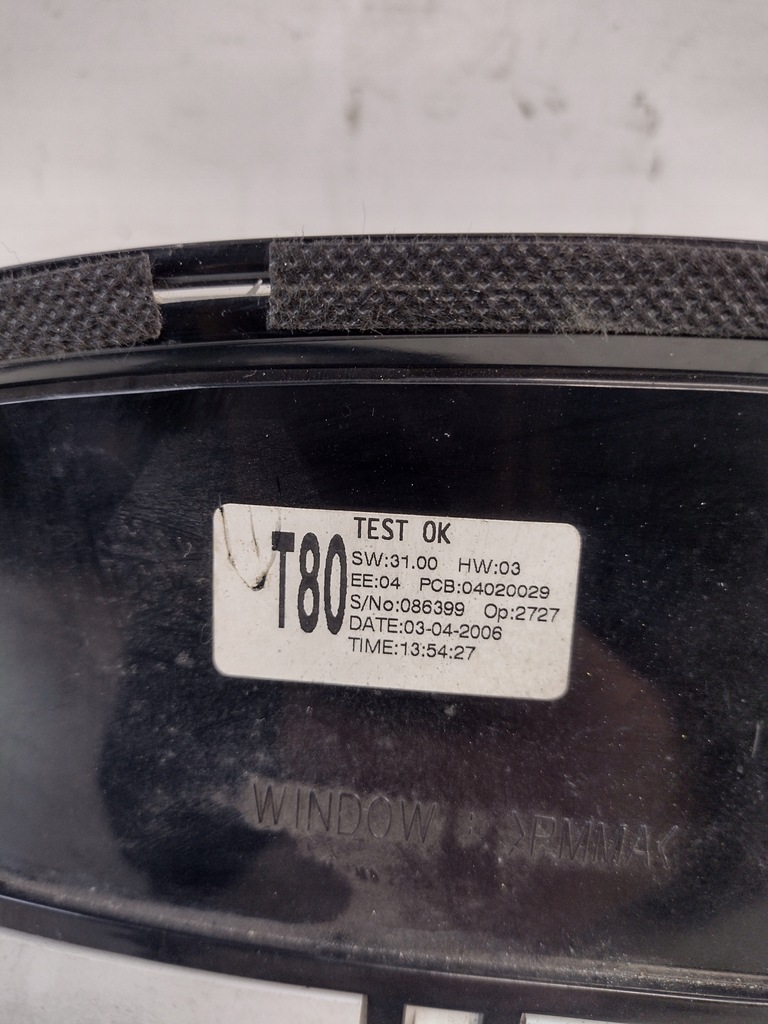 TEST OK
T80
SW:31.00 HW:03
EE:04 PCB:04020029
S/No:086399 Op:2727
DATE:03-04-2006
TIME:13:54:27
WINDOW : >PMMA<